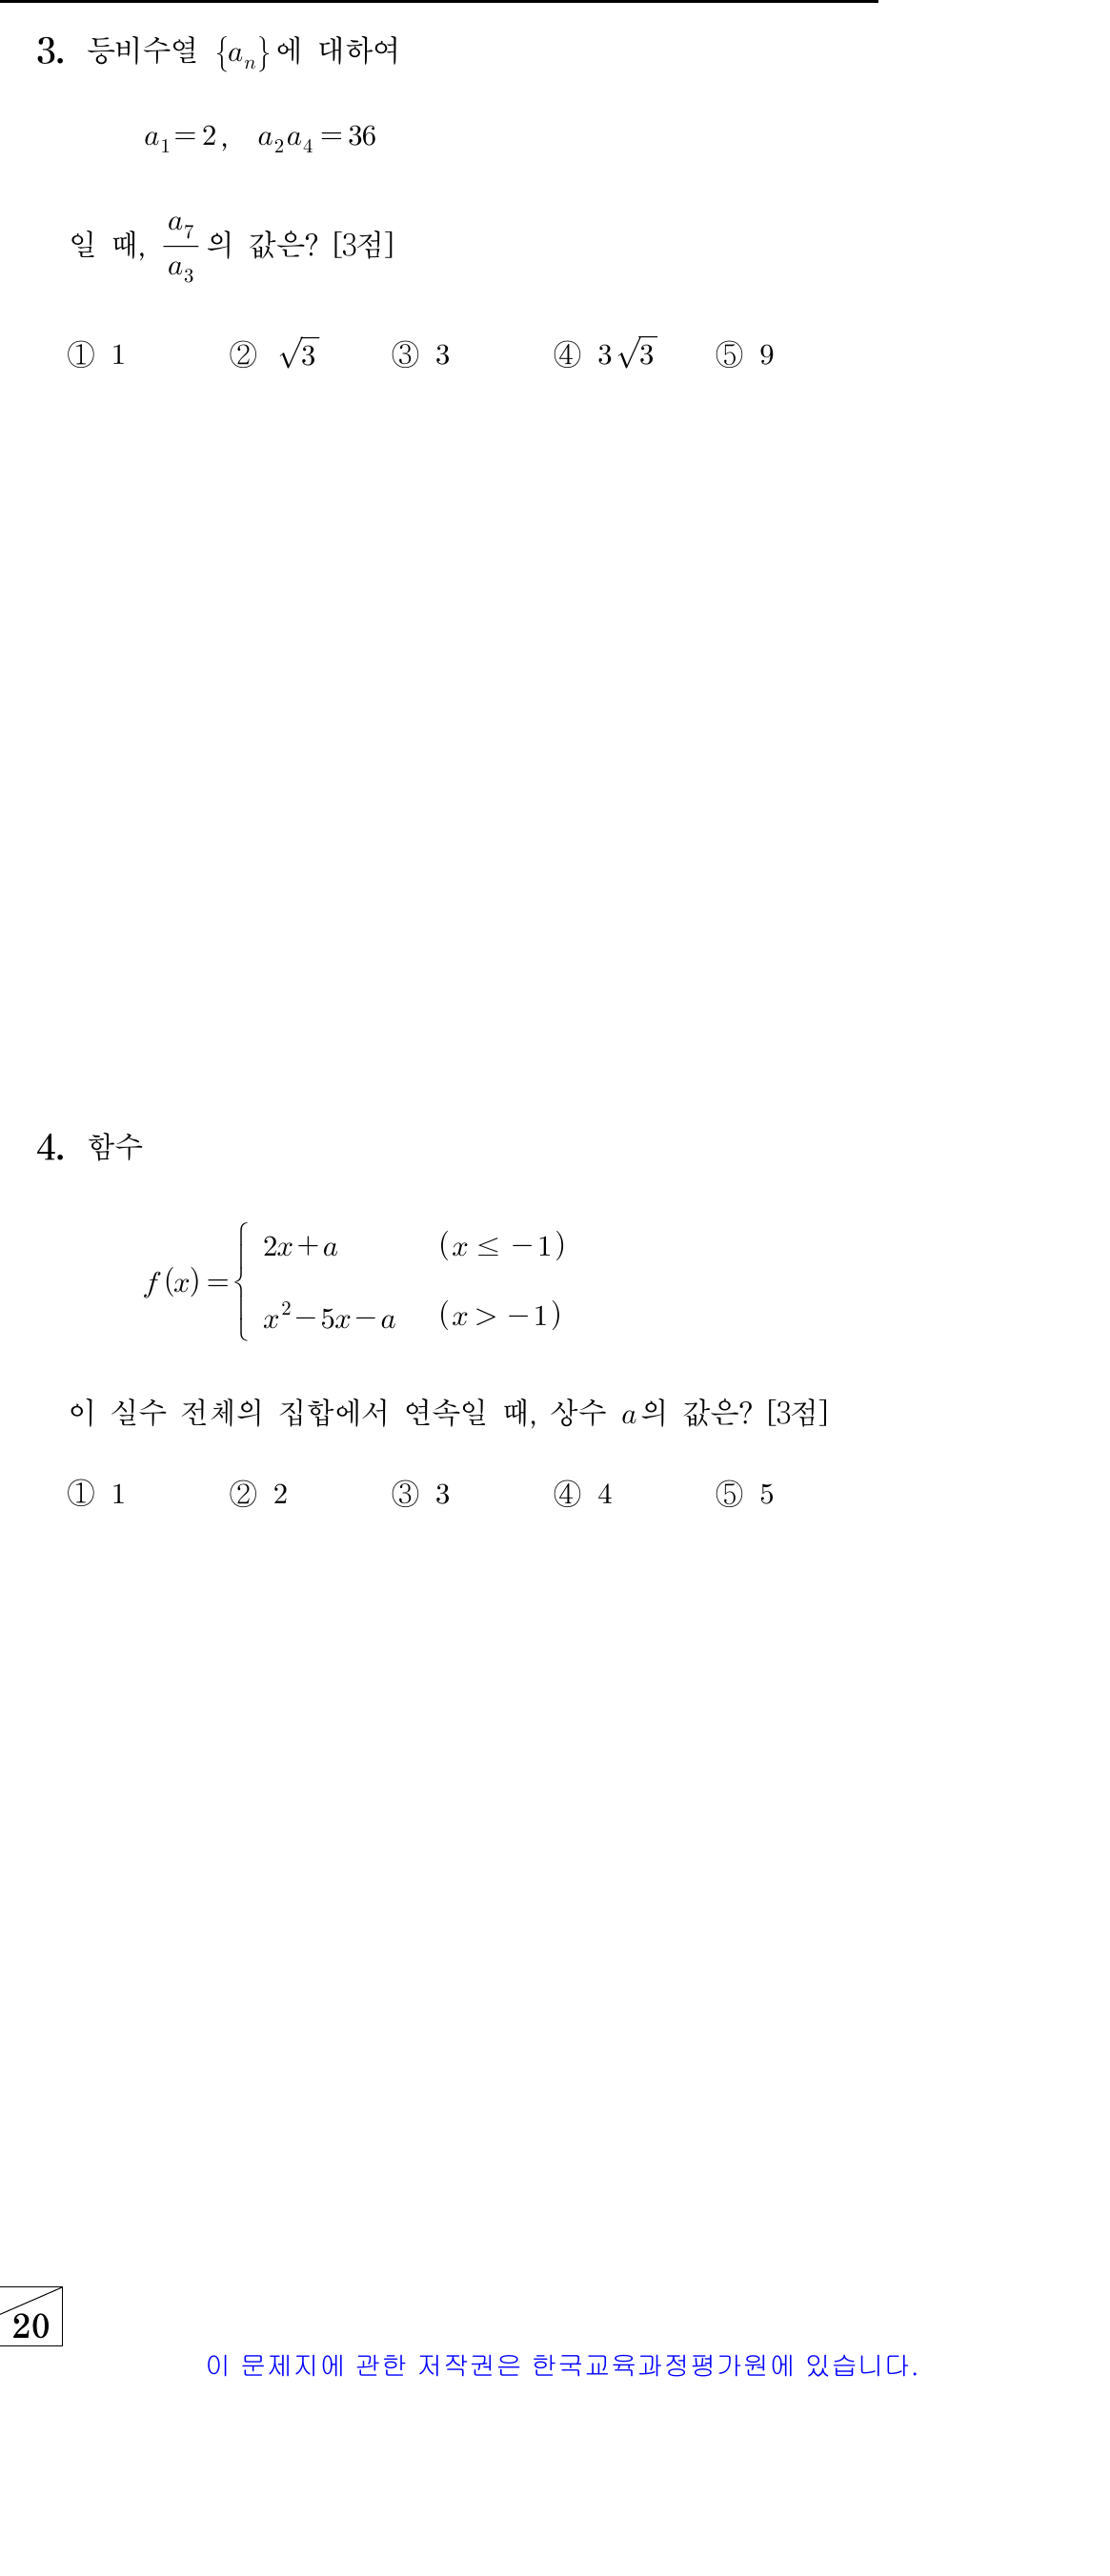 3. 등비수열 {aₙ}에 대하여
a₁=2, a₂a₄=36
일 때, a₇/a₃의 값은? [3점]
① 1 ② √3 ③ 3 ④ 3√3 ⑤ 9
4. 함수
f(x)={ 2x+a (x ≤ -1)
x²-5x-a (x > -1)
이 실수 전체의 집합에서 연속일 때, 상수 a의 값은? [3점]
① 1 ② 2 ③ 3 ④ 4 ⑤ 5
20
이 문제지에 관한 저작권은 한국교육과정평가원에 있습니다.